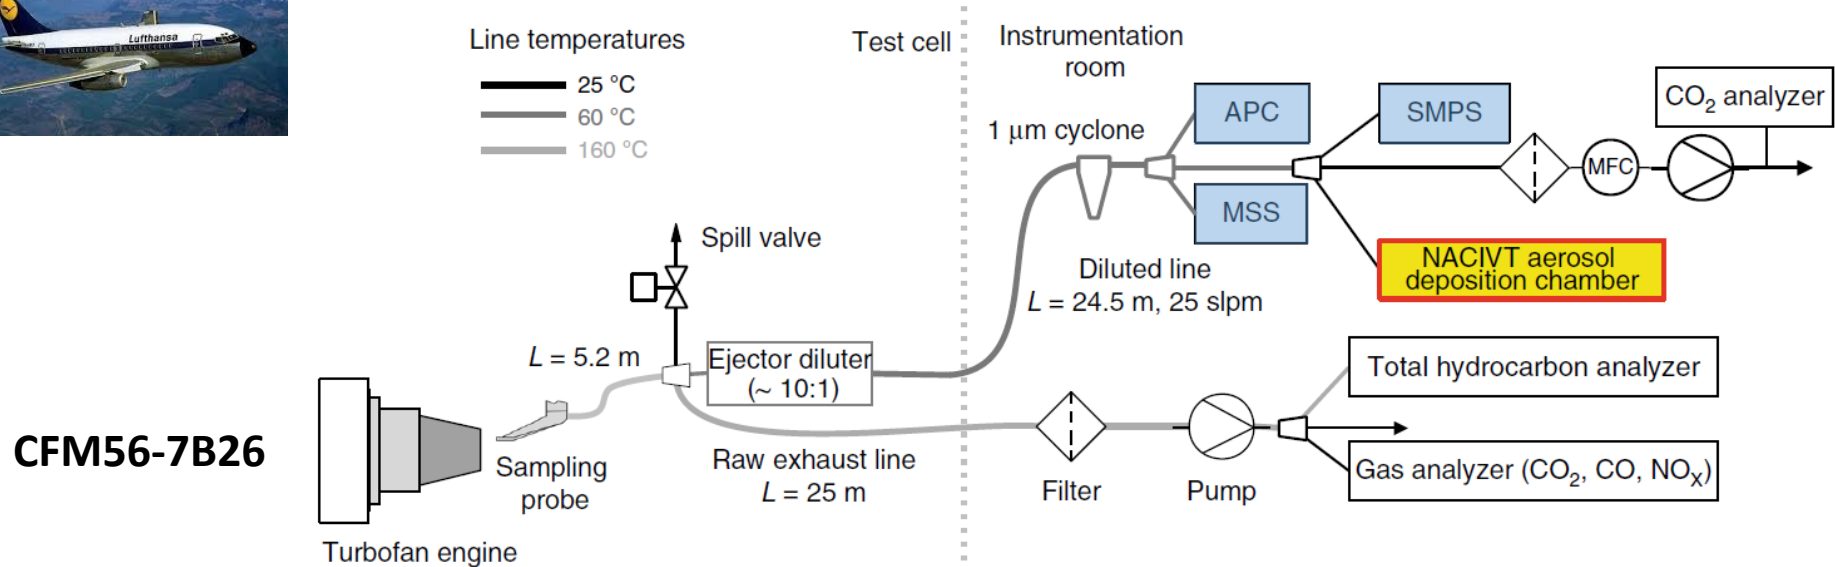 Lufthansa
Line temperatures
25 °C
60 °C
160 °C
Test cell
Instrumentation
room
1 μm cyclone
APC
SMPS
MSS
CO₂ analyzer
MFC
NACIVT aerosol
deposition chamber
Diluted line
L = 24.5 m, 25 slpm
Spill valve
L = 5.2 m
Ejector diluter
(~ 10:1)
Total hydrocarbon analyzer
Gas analyzer (CO₂, CO, NOX)
CFM56-7B26
Sampling
probe
Raw exhaust line
L = 25 m
Filter
Pump
Turbofan engine